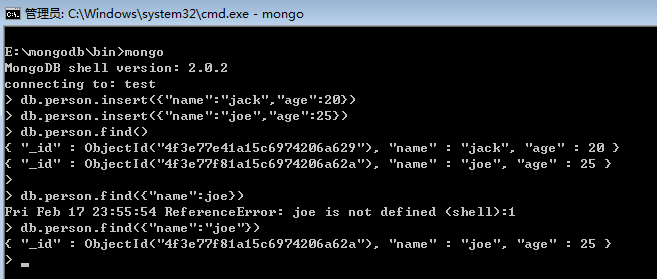 管理员: C:\Windows\system32\cmd.exe - mongo
E:\mongodb\bin>mongo
MongoDB shell version: 2.0.2
connecting to: test
> db.person.insert({"name":"jack","age":20})
> db.person.insert({"name":"joe","age":25})
> db.person.find()
{ "_id" : ObjectId("4f3e77e41a15c6974206a629"), "name" : "jack", "age" : 20 }
{ "_id" : ObjectId("4f3e77f81a15c6974206a62a"), "name" : "joe", "age" : 25 }
>
> db.person.find({"name":joe})
Fri Feb 17 23:55:54 ReferenceError: joe is not defined (shell):1
> db.person.find({"name":"joe"})
{ "_id" : ObjectId("4f3e77f81a15c6974206a62a"), "name" : "joe", "age" : 25 }
> _